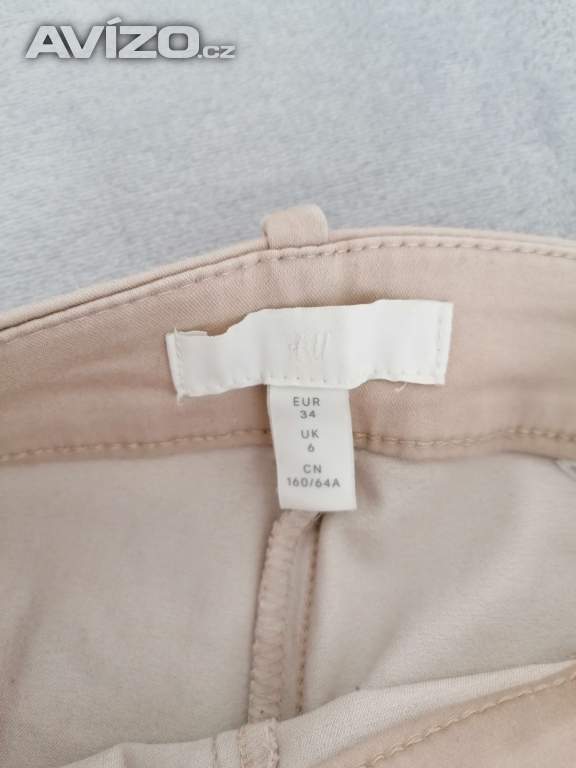 AVÍZO.cz
H&M
EUR
34
UK
6
CN
160/64A